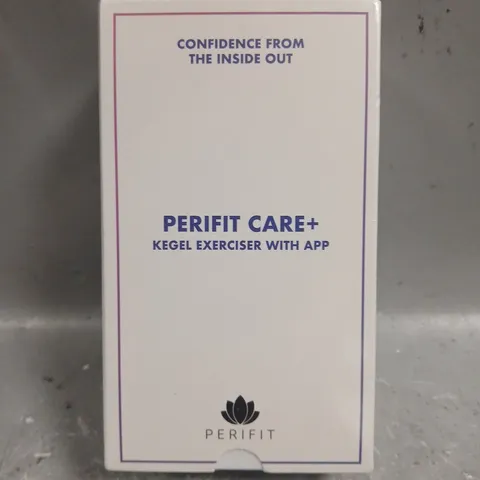 CONFIDENCE FROM
THE INSIDE OUT
PERIFIT CARE+
KEGEL EXERCISER WITH APP
PERIFIT